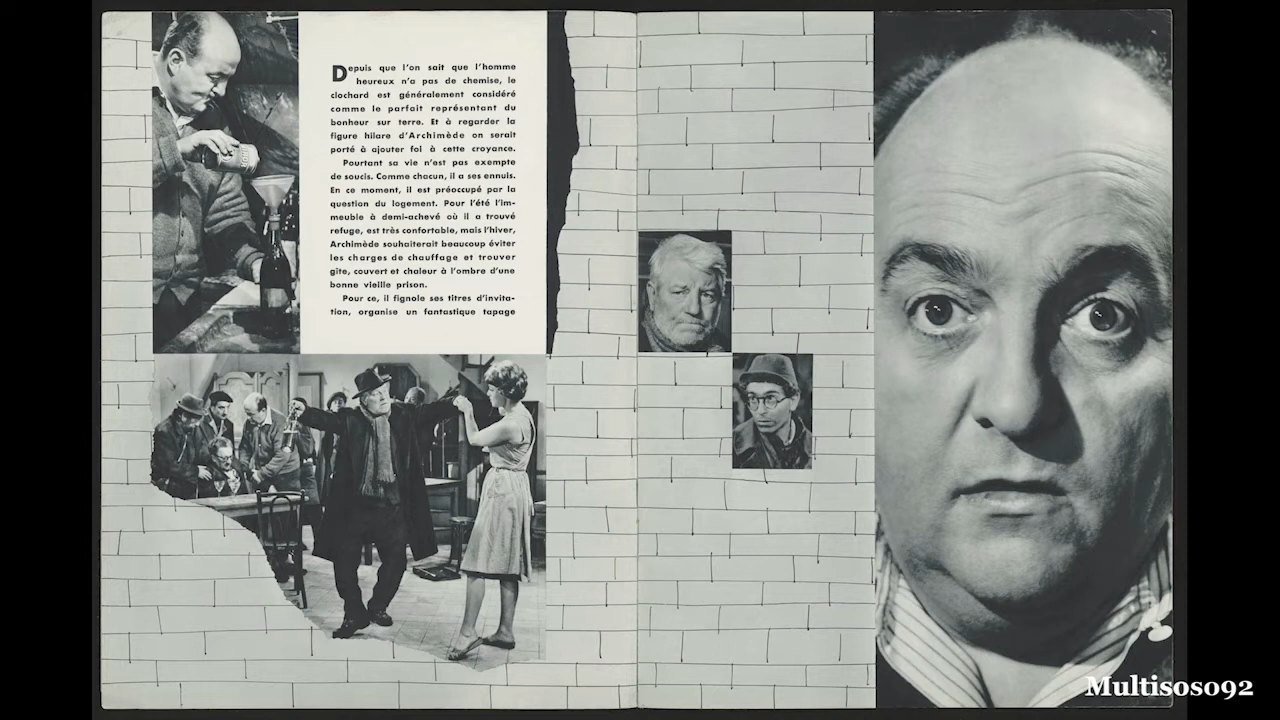 Depuis que l'on sait que l'homme
heureux n'a pas de chemise, le
clochard est généralement considéré
comme le parfait représentant du
bonheur sur terre. Et à regarder la
figure hilare d'Archimède on serait
porté à ajouter foi à cette croyance.
Pourtant sa vie n'est pas exempte
de soucis. Comme chacun, il a ses ennuis.
En ce moment, il est préoccupé par la
question du logement. Pour l'été l'im-
meuble à demi-achevé où il a trouvé
refuge, est très confortable, mais l'hiver,
Archimède souhaiterait beaucoup éviter
les charges de chauffage et trouver
gîte, couvert et chaleur à l'ombre d'une
bonne vieille prison.
Pour ce, il fignole ses titres d'invita-
tion, organise un fantastique tapage
Multisoso92